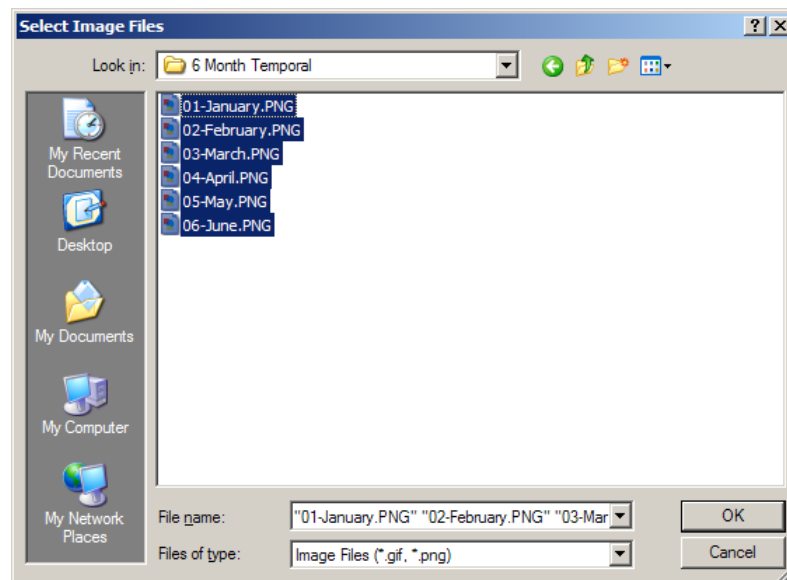 Select Image Files
Look in:
6 Month Temporal
My Recent
Documents
Desktop
My Documents
My Computer
My Network
Places
01-January.PNG
02-February.PNG
03-March.PNG
04-April.PNG
05-May.PNG
06-June.PNG
File name:
"01-January.PNG" "02-February.PNG" "03-Mar
OK
Files of type:
Image Files (*.gif, *.png)
Cancel